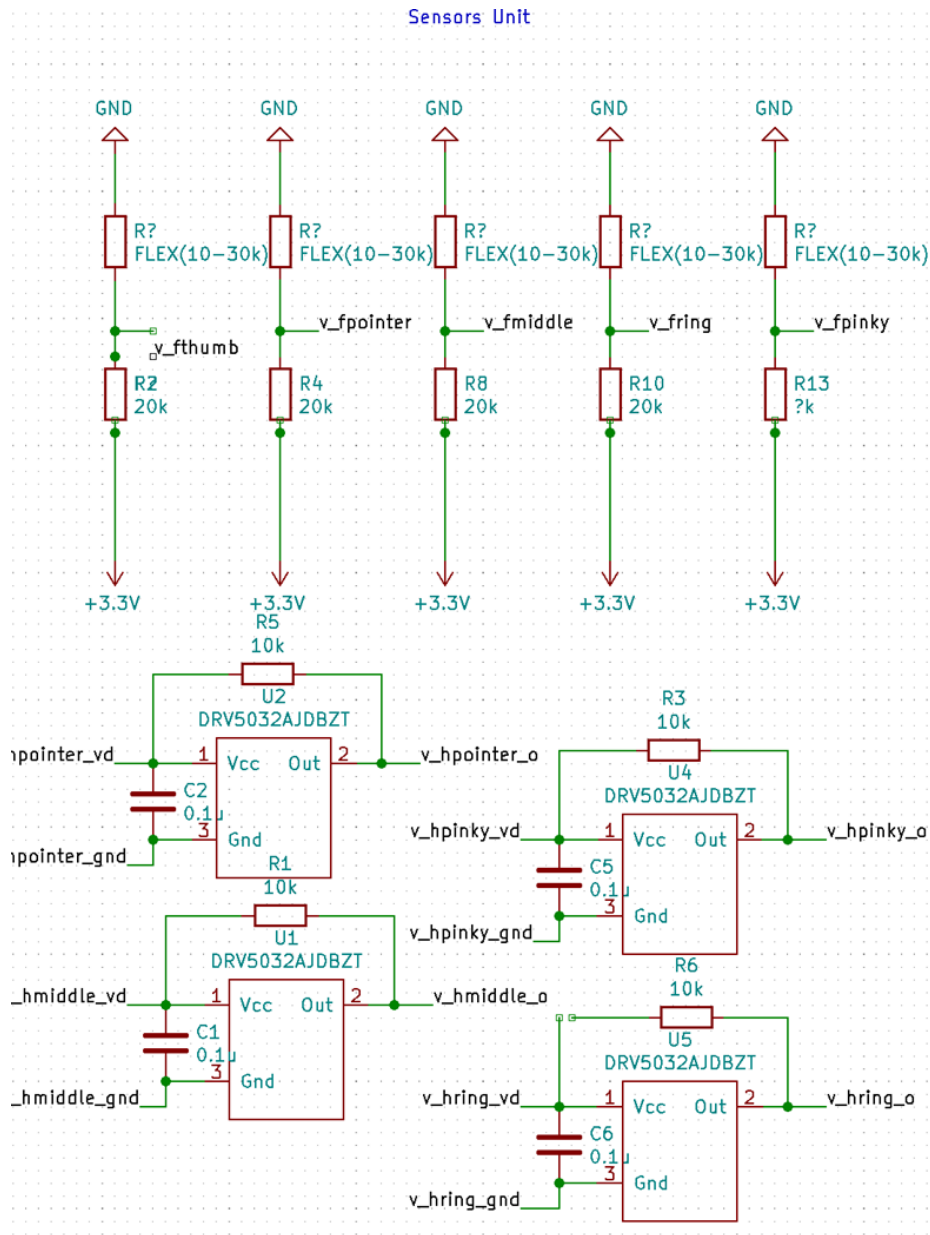 Sensors Unit
GND GND GND GND GND
R? R? R? R? R?
FLEX(10-30k) FLEX(10-30k) FLEX(10-30k) FLEX(10-30k) FLEX(10-30k)
v_fpointer v_fmiddle v_fring v_fpinky
v_fthumb
R2 R4 R8 R10 R13
20k 20k 20k 20k ?k
+3.3V +3.3V +3.3V +3.3V +3.3V
R5
10k
U2
DRV5032AJDBZT
hpointer_vd 1 Vcc Out 2 v_hpointer_o
C2
0.1u
3 Gnd
hpointer_gnd
R3
10k
U4
DRV5032AJDBZT
v_hpinky_vd 1 Vcc Out 2 v_hpinky_o
C5
0.1u
3 Gnd
v_hpinky_gnd
R1
10k
U1
DRV5032AJDBZT
_hmiddle_vd 1 Vcc Out 2 v_hmiddle_o
C1
0.1u
3 Gnd
_hmiddle_gnd
R6
10k
U5
DRV5032AJDBZT
v_hring_vd 1 Vcc Out 2 v_hring_o
C6
0.1u
3 Gnd
v_hring_gnd